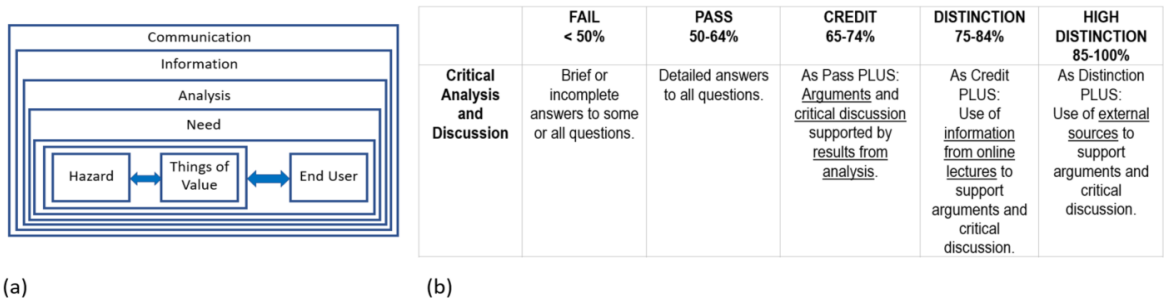 Communication
Information
Analysis
Need
Hazard
Things of
Value
End User
(a)
FAIL
< 50%
PASS
50-64%
CREDIT
65-74%
DISTINCTION
75-84%
HIGH
DISTINCTION
85-100%
Critical
Analysis
and
Discussion
Brief or
incomplete
answers to some
or all questions.
Detailed answers
to all questions.
As Pass PLUS:
Arguments and
critical discussion
supported by
results from
analysis.
As Credit
PLUS:
Use of
information
from online
lectures to
support
arguments and
critical
discussion.
As Distinction
PLUS:
Use of external
sources to
support
arguments and
critical
discussion.
(b)